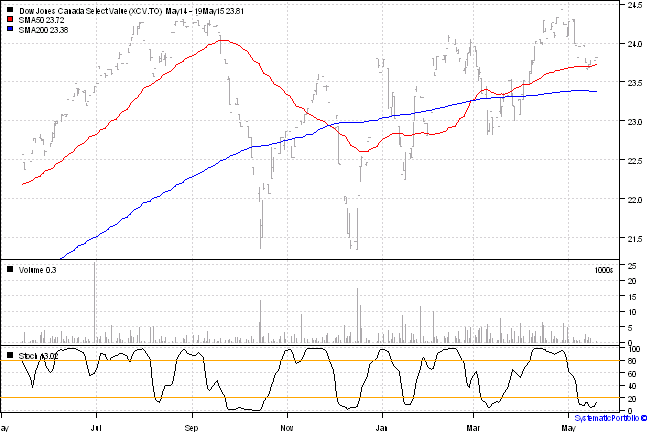 Dow Jones Canada Select Value (XCV.TO) May14 - 19May15 23.81
SMA50 23.72
SMA200 23.38
24.5
24.0
23.5
23.0
22.5
22.0
21.5
Volume 0.3
1000s
25
20
15
10
5
0
100
80
60
40
20
0
ay
Jul
Sep
Nov
Jan
Mar
May
SystematicPortfolio ©